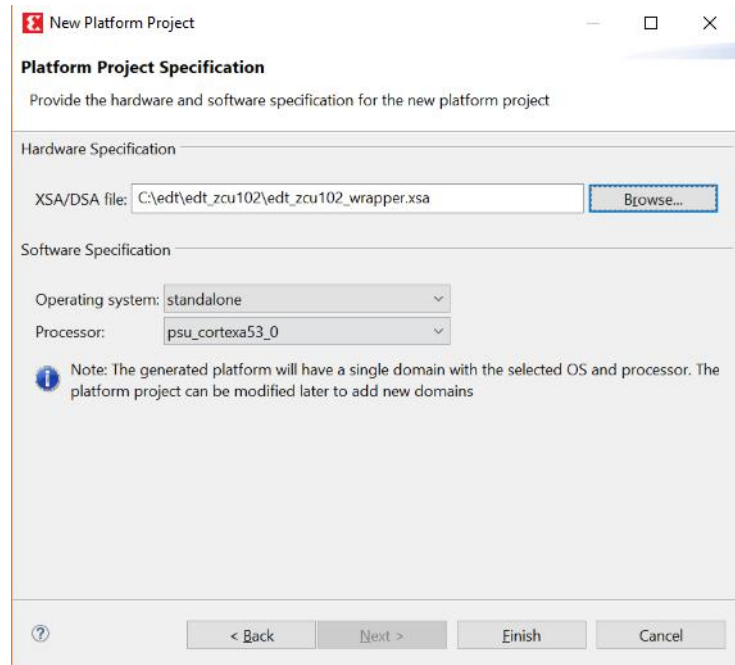 New Platform Project
Platform Project Specification
Provide the hardware and software specification for the new platform project
Hardware Specification
XSA/DSA file: C:\edt\edt_zcu102\edt_zcu102_wrapper.xsa Browse...
Software Specification
Operating system: standalone
Processor: psu_cortexa53_0
Note: The generated platform will have a single domain with the selected OS and processor. The
platform project can be modified later to add new domains
< Back Next > Finish Cancel